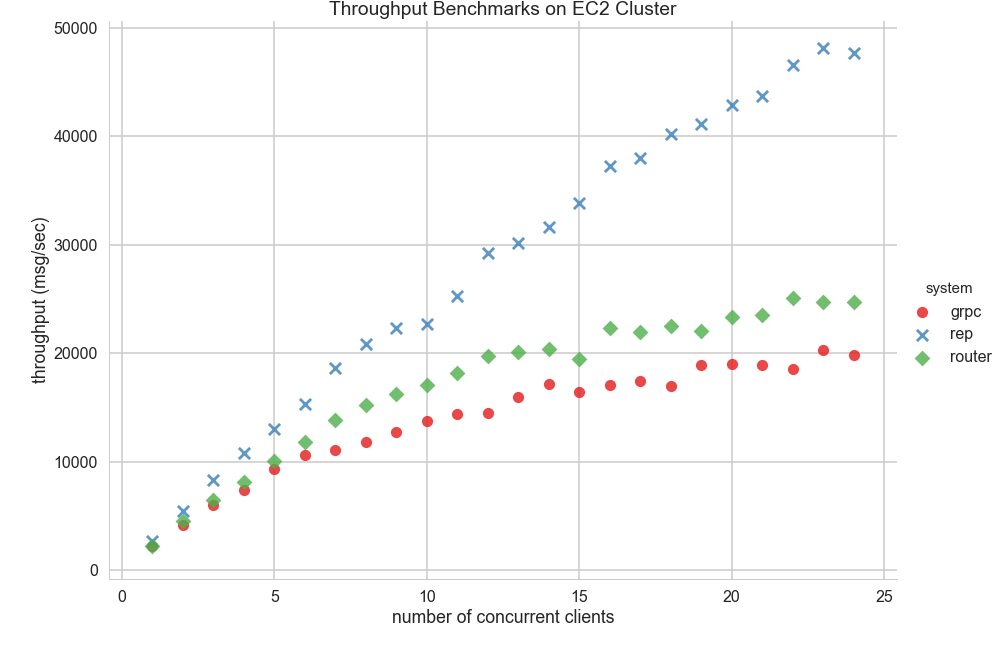 Throughput Benchmarks on EC2 Cluster
throughput (msg/sec)
50000
40000
30000
20000
10000
0
0 5 10 15 20 25
number of concurrent clients
system
grpc
rep
router